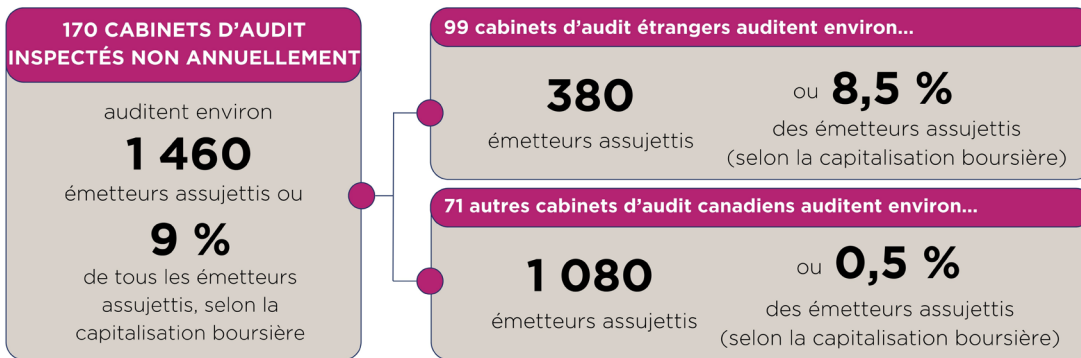 170 CABINETS D’AUDIT
INSPECTÉS NON ANNUELLEMENT
auditent environ
1 460
émetteurs assujettis ou
9 %
de tous les émetteurs
assujettis, selon la
capitalisation boursière
99 cabinets d’audit étrangers auditent environ...
380
émetteurs assujettis
ou 8,5 %
des émetteurs assujettis
(selon la capitalisation boursière)
71 autres cabinets d’audit canadiens auditent environ...
1 080
émetteurs assujettis
ou 0,5 %
des émetteurs assujettis
(selon la capitalisation boursière)